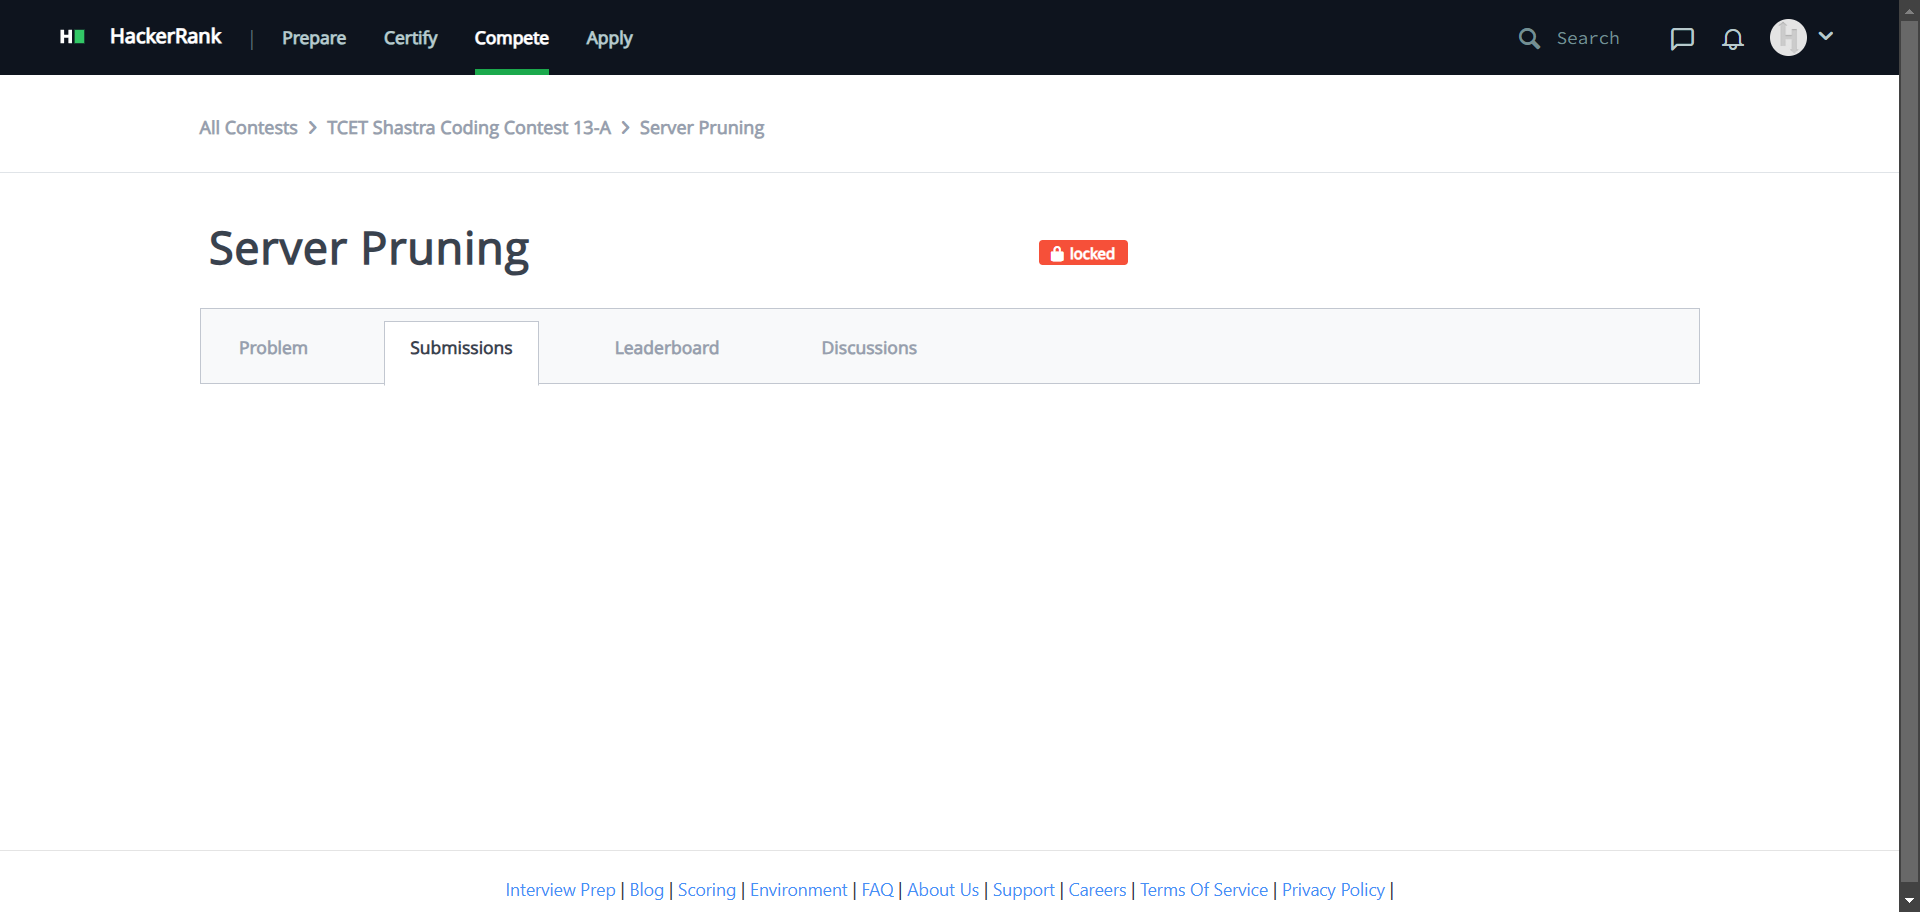 HackerRank | Prepare Certify Compete Apply Search
All Contests > TCET Shastra Coding Contest 13-A > Server Pruning
Server Pruning locked
Problem Submissions Leaderboard Discussions
Interview Prep | Blog | Scoring | Environment | FAQ | About Us | Support | Careers | Terms Of Service | Privacy Policy |